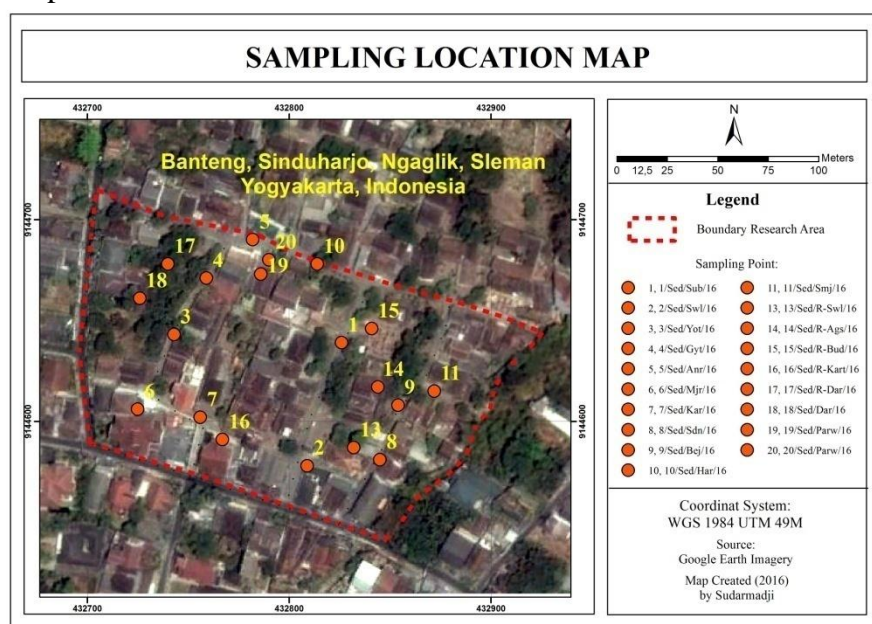 SAMPLING LOCATION MAP
432700
432800
432900
Banteng, Sinduharjo, Ngaglik, Sleman
Yogyakarta, Indonesia
9144700
9144600
5
20
17
10
4
19
18
15
3
1
14
11
9
6
7
16
13
2
8
432700
432800
432900
N
Meters
0 12,5 25 50 75 100
Legend
Boundary Research Area
Sampling Point:
1, 1/Sed/Sub/16
2, 2/Sed/Swl/16
3, 3/Sed/Yot/16
4, 4/Sed/Gyt/16
5, 5/Sed/Anr/16
6, 6/Sed/Mjr/16
7, 7/Sed/Kar/16
8, 8/Sed/Sdn/16
9, 9/Sed/Bej/16
10, 10/Sed/Har/16
11, 11/Sed/Smj/16
13, 13/Sed/R-Swl/16
14, 14/Sed/R-Ags/16
15, 15/Sed/R-Bud/16
16, 16/Sed/R-Kart/16
17, 17/Sed/R-Dar/16
18, 18/Sed/Dar/16
19, 19/Sed/Parw/16
20, 20/Sed/Parw/16
Coordinat System:
WGS 1984 UTM 49M
Source:
Google Earth Imagery
Map Created (2016)
by Sudarmadji